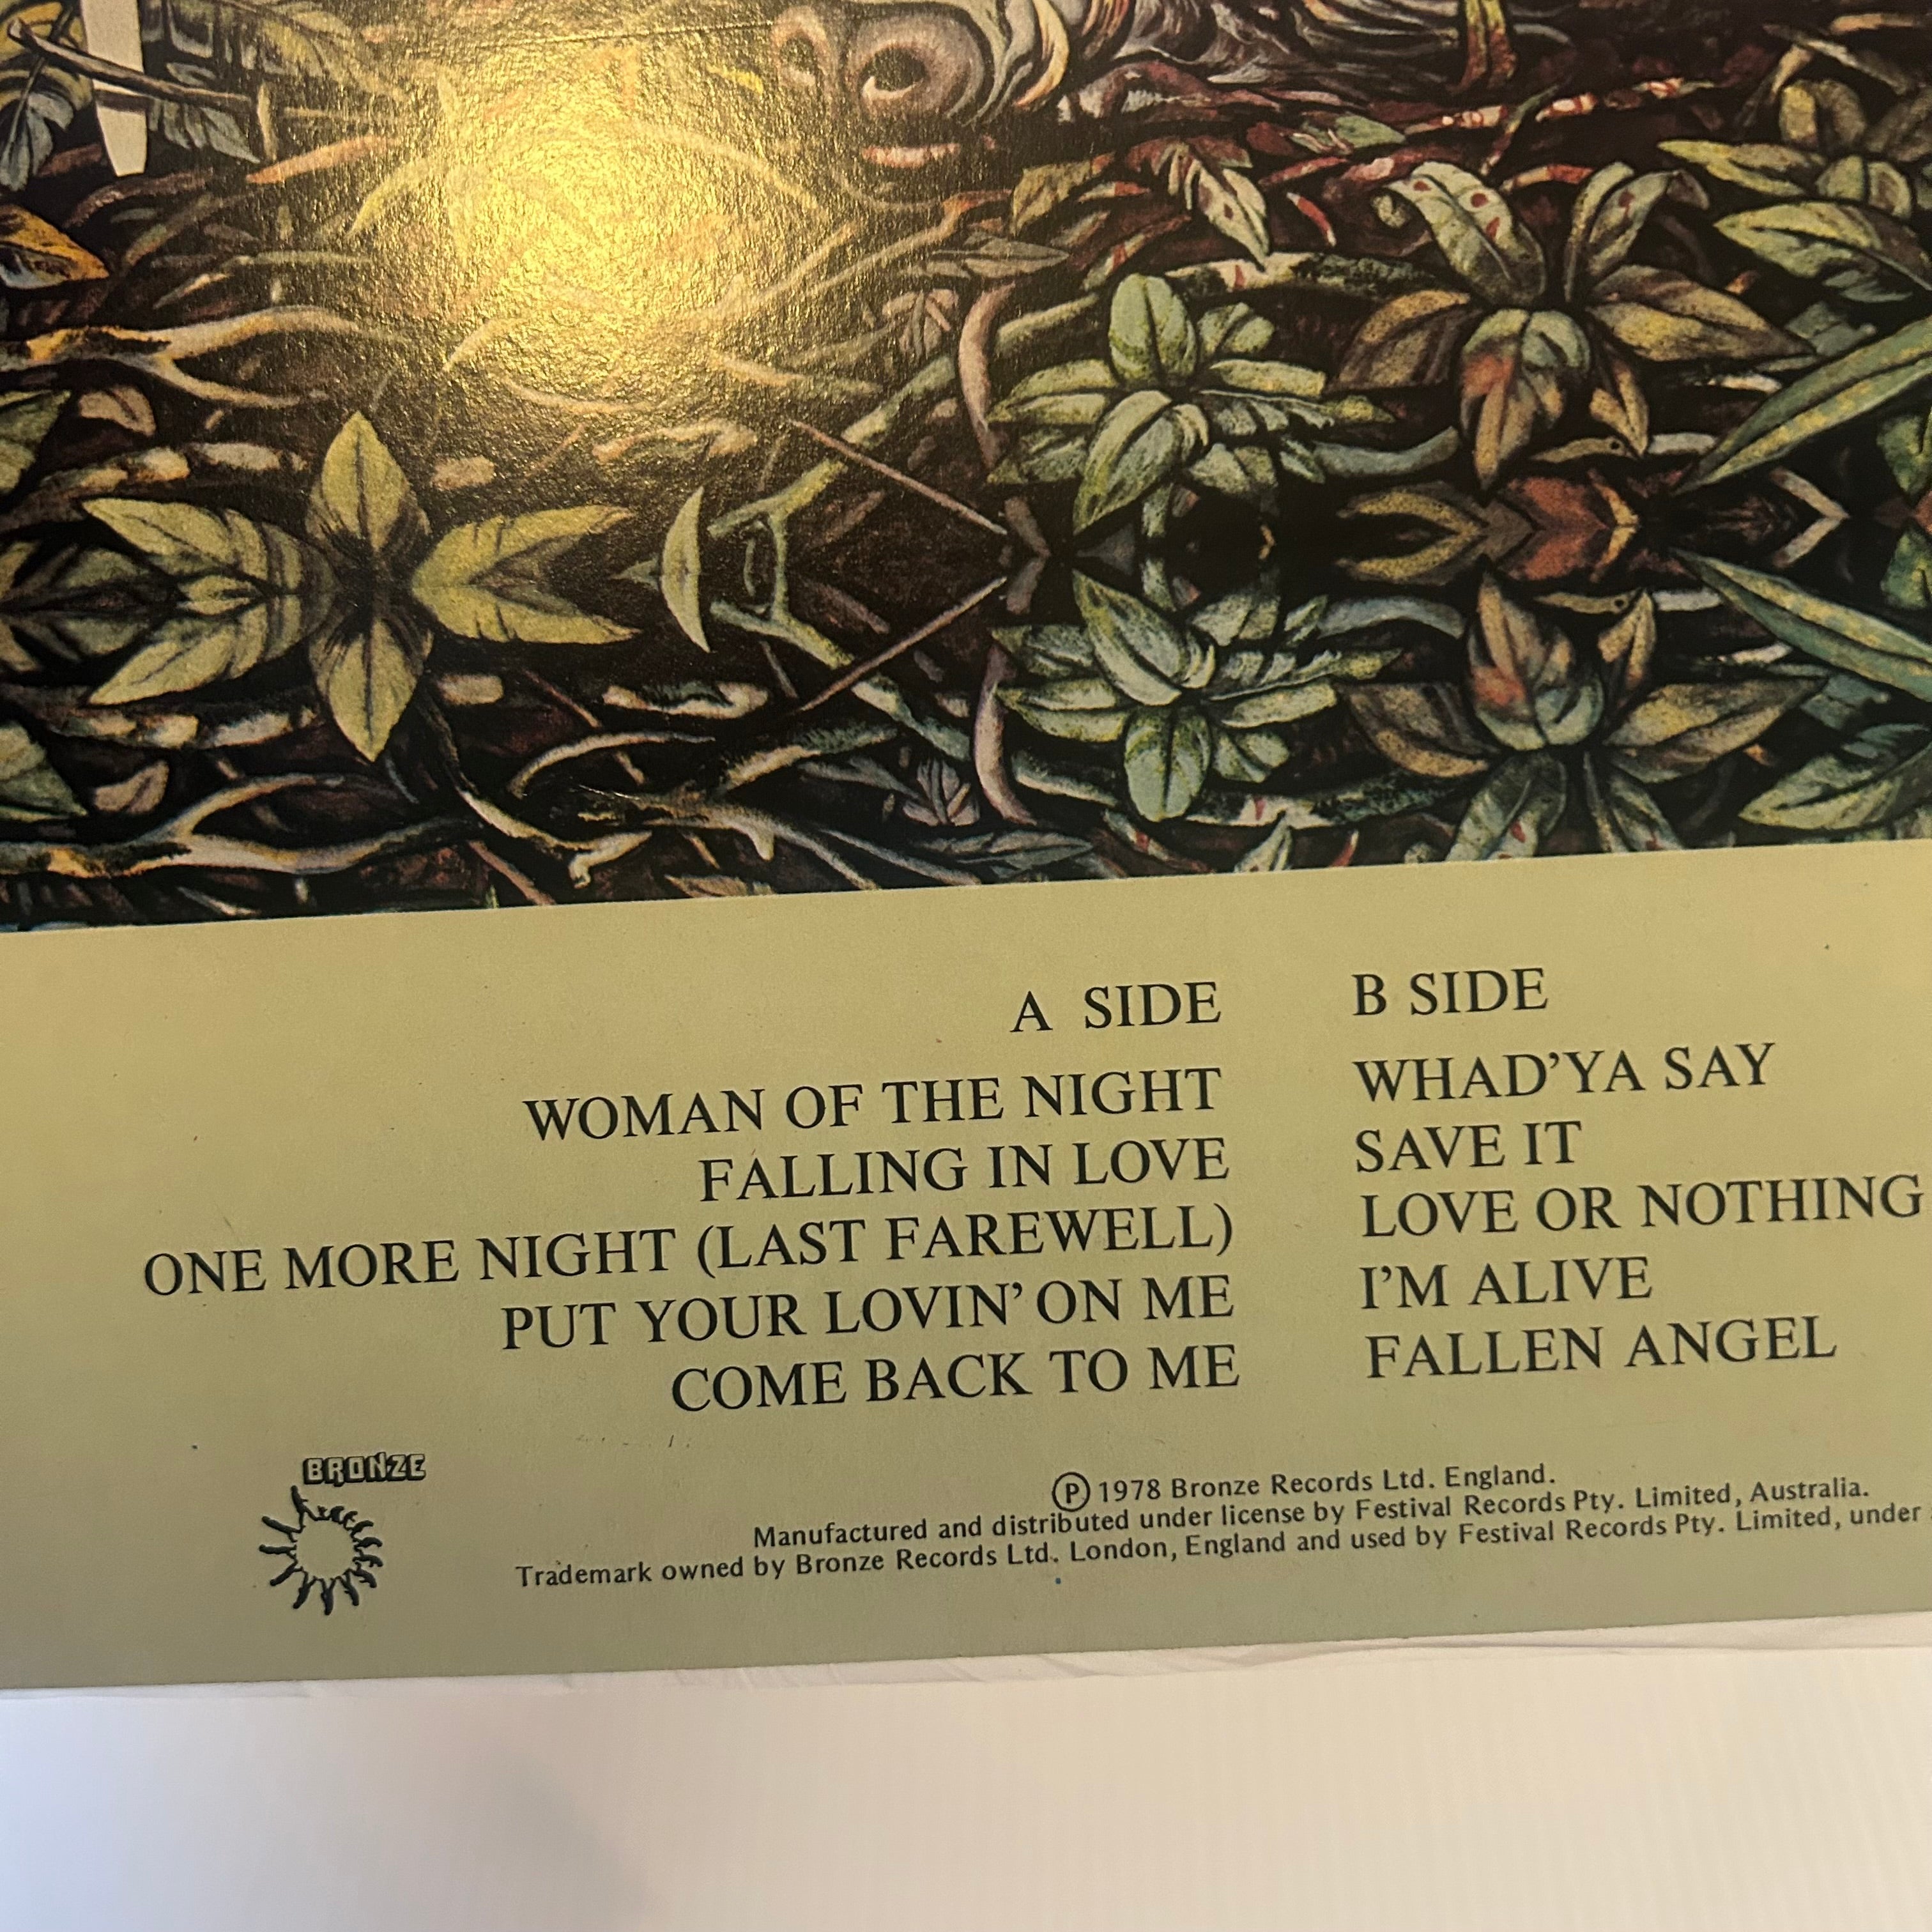 A SIDE
WOMAN OF THE NIGHT
FALLING IN LOVE
ONE MORE NIGHT (LAST FAREWELL)
PUT YOUR LOVIN' ON ME
COME BACK TO ME
B SIDE
WHAD'YA SAY
SAVE IT
LOVE OR NOTHING
I'M ALIVE
FALLEN ANGEL
BRONZE
Ⓟ 1978 Bronze Records Ltd. England.
Manufactured and distributed under license by Festival Records Pty. Limited, Australia.
Trademark owned by Bronze Records Ltd. London, England and used by Festival Records Pty. Limited, under